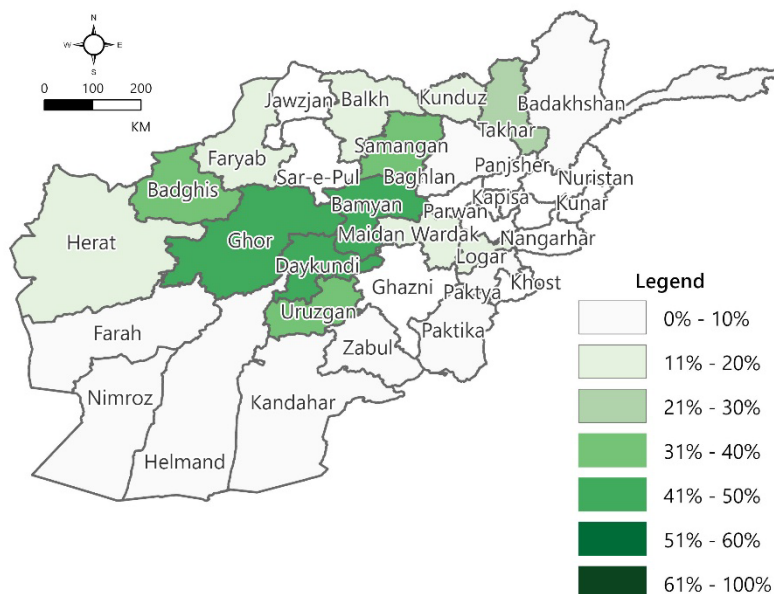 N
W E
S
0 100 200
KM
Jawzjan
Balkh
Kunduz
Badakhshan
Takhar
Faryab
Samangan
Panjsher
Sar-e-Pul
Baghlan
Nuristan
Badghis
Bamyan
Kapisa
Kunar
Parwan
Herat
Ghor
Maidan Wardak
Nangarhar
Logar
Daykundi
Ghazni
Paktya
Khost
Uruzgan
Farah
Zabul
Paktika
Nimroz
Kandahar
Helmand
Legend
0% - 10%
11% - 20%
21% - 30%
31% - 40%
41% - 50%
51% - 60%
61% - 100%